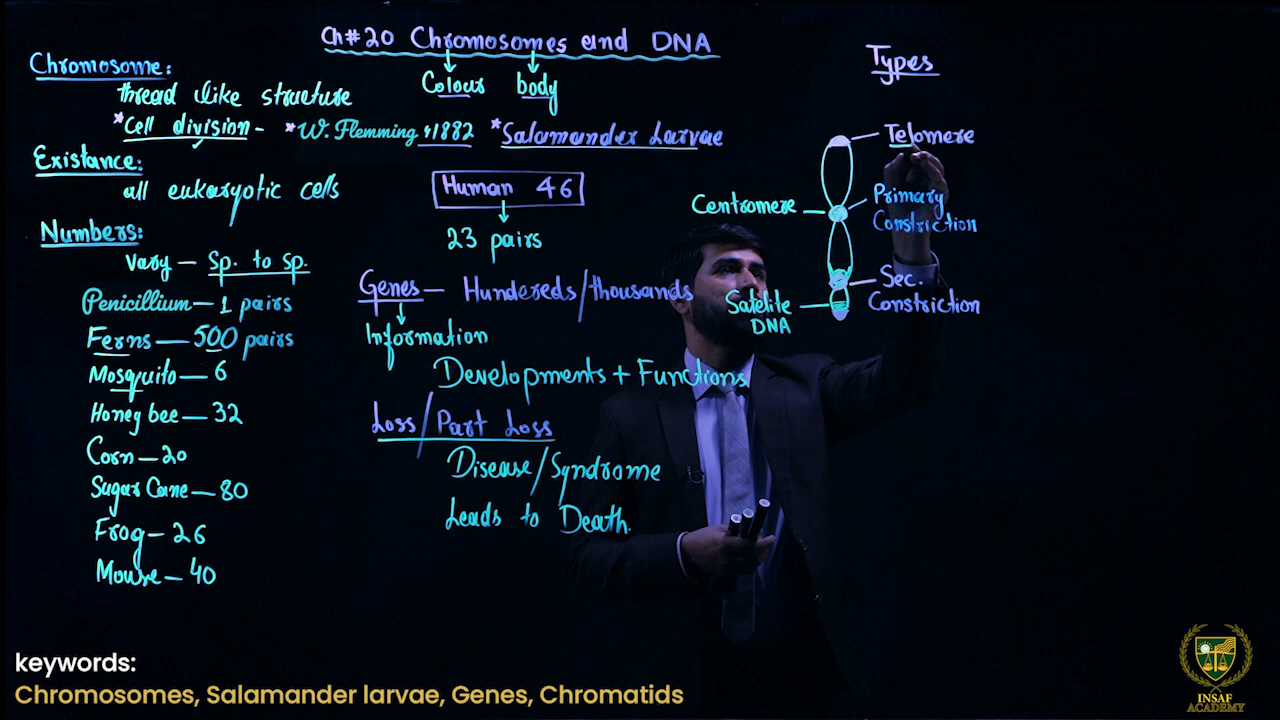 Ch#20 Chromosomes and DNA
Colour body
Chromosome:
thread like structure
*Cell division - *W. Flemming, 1882 *Salamander Larvae
Existance:
all eukaryotic cells
Numbers:
Vary - Sp. to sp.
Penicillium - 1 pairs
Ferns - 500 pairs
Mosquito - 6
Honey bee - 32
Corn - 20
Sugar Cane - 80
Frog - 26
Mouse - 40
Human 46
23 pairs
Genes - Hundereds/thousands
Information
Developments + Functions
Loss/Part Loss
Disease/Syndrome
Leads to Death.
Types
Telomere
Centromere
Primary
Constriction
Sec.
Constriction
Satelite
DNA
keywords:
Chromosomes, Salamander larvae, Genes, Chromatids
INSAF
ACADEMY